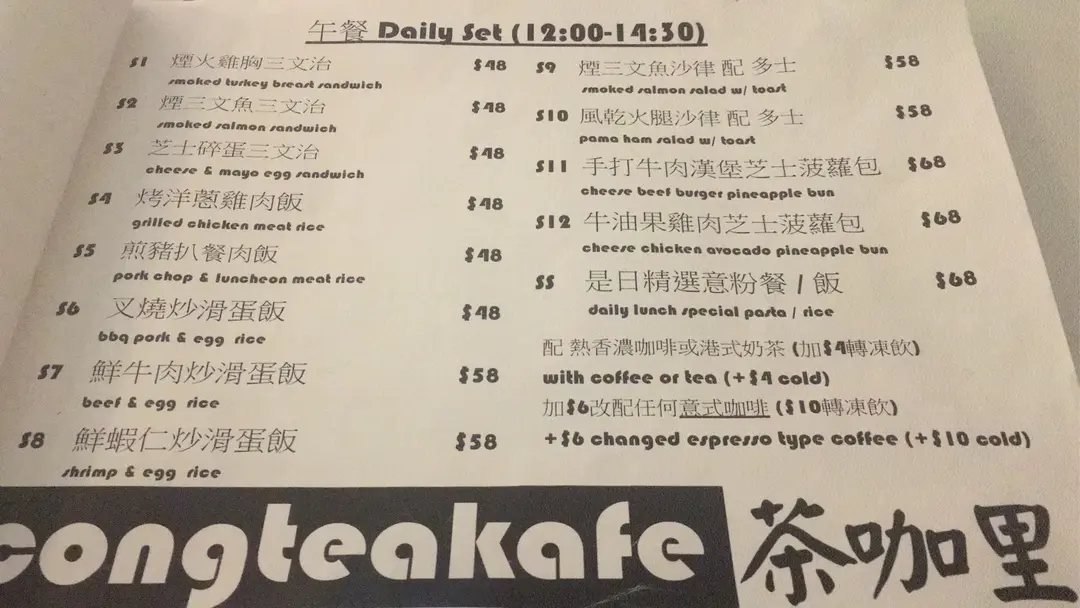 午餐 Daily Set (12:00-14:30)
S1 煙火雞胸三文治 $48
smoked turkey breast sandwich
S2 煙三文魚三文治 $48
smoked salmon sandwich
S3 芝士碎蛋三文治 $48
cheese & mayo egg sandwich
S4 烤洋蔥雞肉飯 $48
grilled chicken meat rice
S5 煎豬扒餐肉飯 $48
pork chop & luncheon meat rice
S6 叉燒炒滑蛋飯 $48
bbq pork & egg rice
S7 鮮牛肉炒滑蛋飯 $58
beef & egg rice
S8 鮮蝦仁炒滑蛋飯 $58
shrimp & egg rice
S9 煙三文魚沙律 配 多士 $58
smoked salmon salad w/ toast
S10 風乾火腿沙律 配 多士 $58
pama ham salad w/ toast
S11 手打牛肉漢堡芝士菠蘿包 $68
cheese beef burger pineapple bun
S12 牛油果雞肉芝士菠蘿包 $68
cheese chicken avocado pineapple bun
SS 是日精選意粉餐 / 飯 $68
daily lunch special pasta / rice
配 熱香濃咖啡或港式奶茶 (加$4轉凍飲)
with coffee or tea (+$4 cold)
加$6改配任何意式咖啡 ($10轉凍飲)
+$6 changed espresso type coffee (+$10 cold)
congteakafe 茶咖里